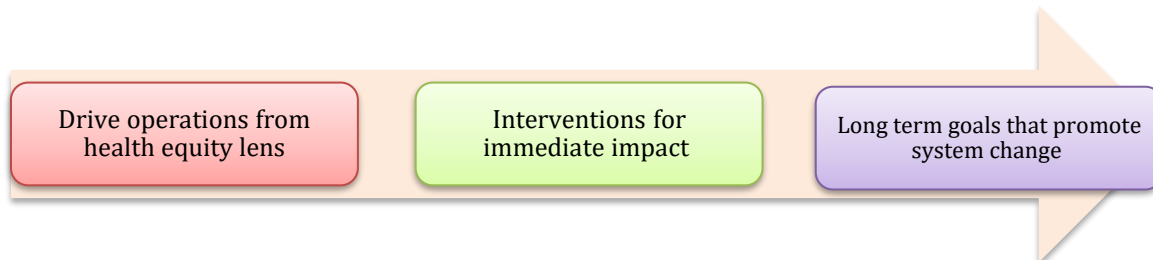 Drive operations from
health equity lens
Interventions for
immediate impact
Long term goals that promote
system change